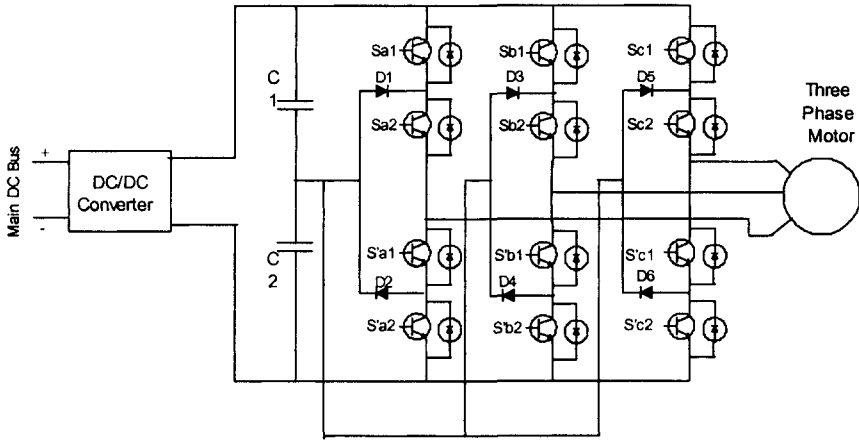 Sa1
Sb1
Sc1
C
1
D1
D3
D5
Three
Phase
Motor
Sa2
Sb2
Sc2
Main DC Bus
+
-
DC/DC
Converter
C
2
S'a1
S'b1
S'c1
D2
D4
D6
S'a2
S'b2
S'c2